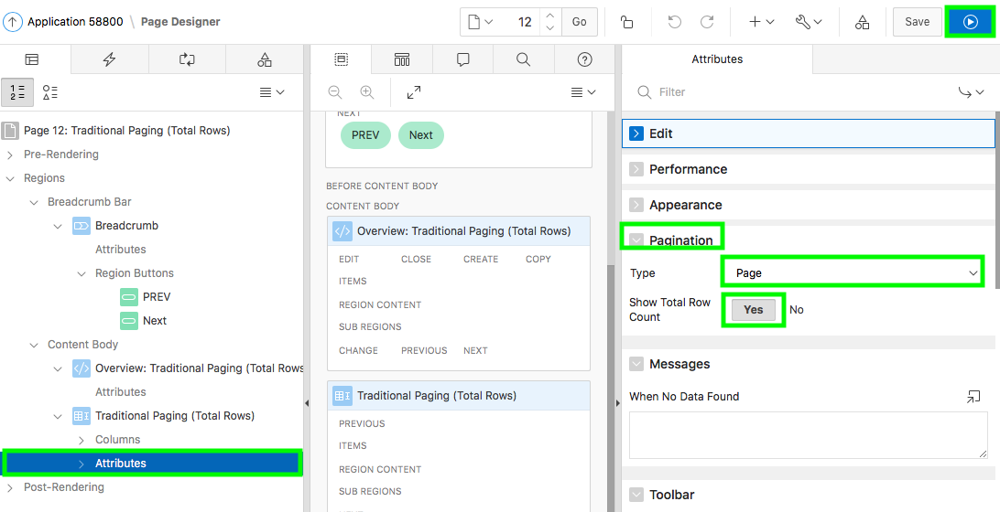 Application 58800 \ Page Designer
12
Go
Save
Attributes
1
2
Filter
Page 12: Traditional Paging (Total Rows)
Pre-Rendering
Regions
Breadcrumb Bar
Breadcrumb
Attributes
Region Buttons
PREV
Next
Content Body
Overview: Traditional Paging (Total Rows
Attributes
Traditional Paging (Total Rows)
Columns
Attributes
Post-Rendering
NEXT
PREV
Next
BEFORE CONTENT BODY
CONTENT BODY
Overview: Traditional Paging (Total Rows)
EDIT CLOSE CREATE COPY
ITEMS
REGION CONTENT
SUB REGIONS
CHANGE PREVIOUS NEXT
Traditional Paging (Total Rows)
PREVIOUS
ITEMS
REGION CONTENT
SUB REGIONS
Edit
Performance
Appearance
Pagination
Type Page
Show Total Row
Count
Yes No
Messages
When No Data Found
Toolbar